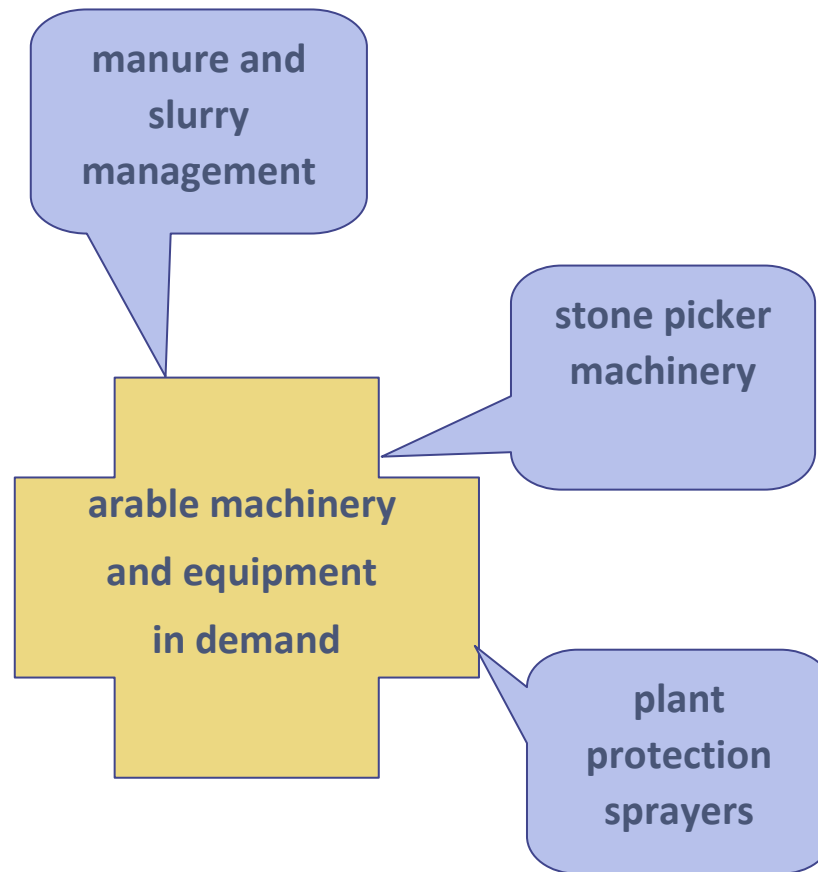 manure and
slurry
management
stone picker
machinery
arable machinery
and equipment
in demand
plant
protection
sprayers